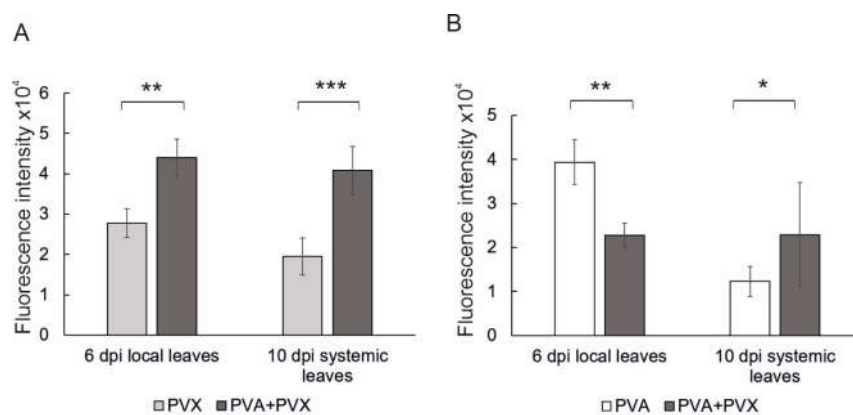 A
Fluorescence intensity x10⁴
6
5
4
3
2
1
0
**
***
6 dpi local leaves
10 dpi systemic
leaves
PVX
PVA+PVX
B
Fluorescence intensity x10⁴
5
4
3
2
1
0
**
*
6 dpi local leaves
10 dpi systemic
leaves
PVA
PVA+PVX